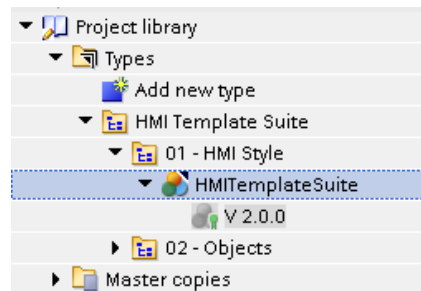 Project library
Types
Add new type
HMI Template Suite
01 - HMI Style
HMITemplateSuite
V 2.0.0
02 - Objects
Master copies